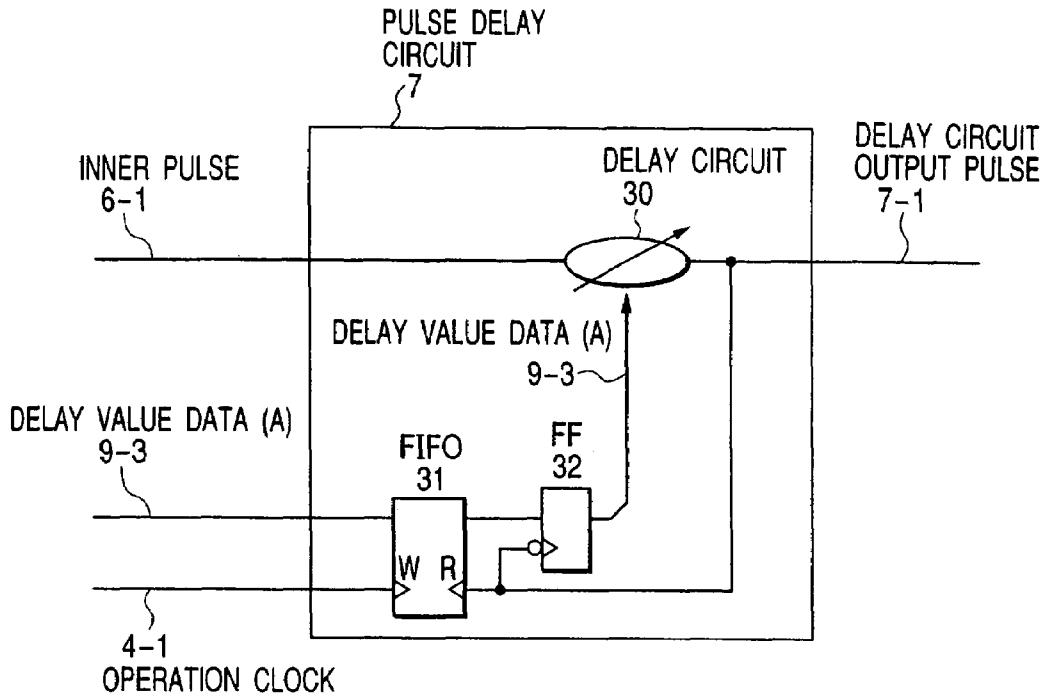 PULSE DELAY
CIRCUIT
7
INNER PULSE
6-1
DELAY CIRCUIT
30
DELAY CIRCUIT
OUTPUT PULSE
7-1
DELAY VALUE DATA (A)
9-3
DELAY VALUE DATA (A)
9-3
FIFO
31
FF
32
W R
4-1
OPERATION CLOCK